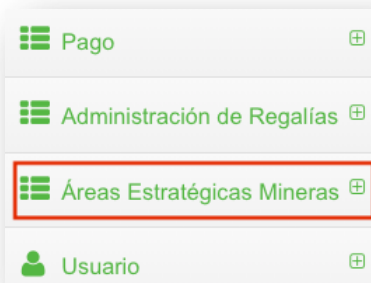 Pago
Administración de Regalías
Áreas Estratégicas Mineras
Usuario